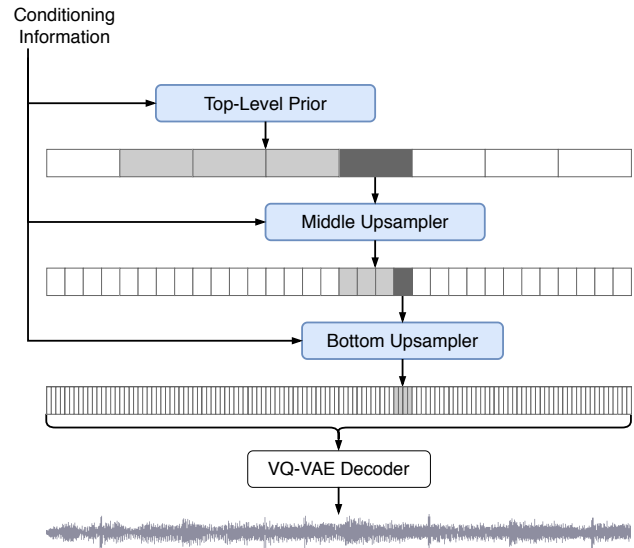 Conditioning
Information
Top-Level Prior
Middle Upsampler
Bottom Upsampler
VQ-VAE Decoder